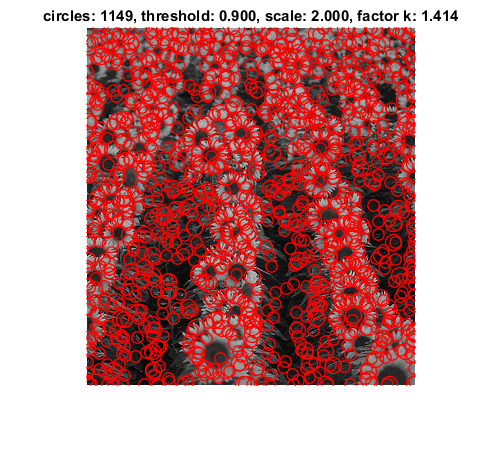 circles: 1149, threshold: 0.900, scale: 2.000, factor k: 1.414